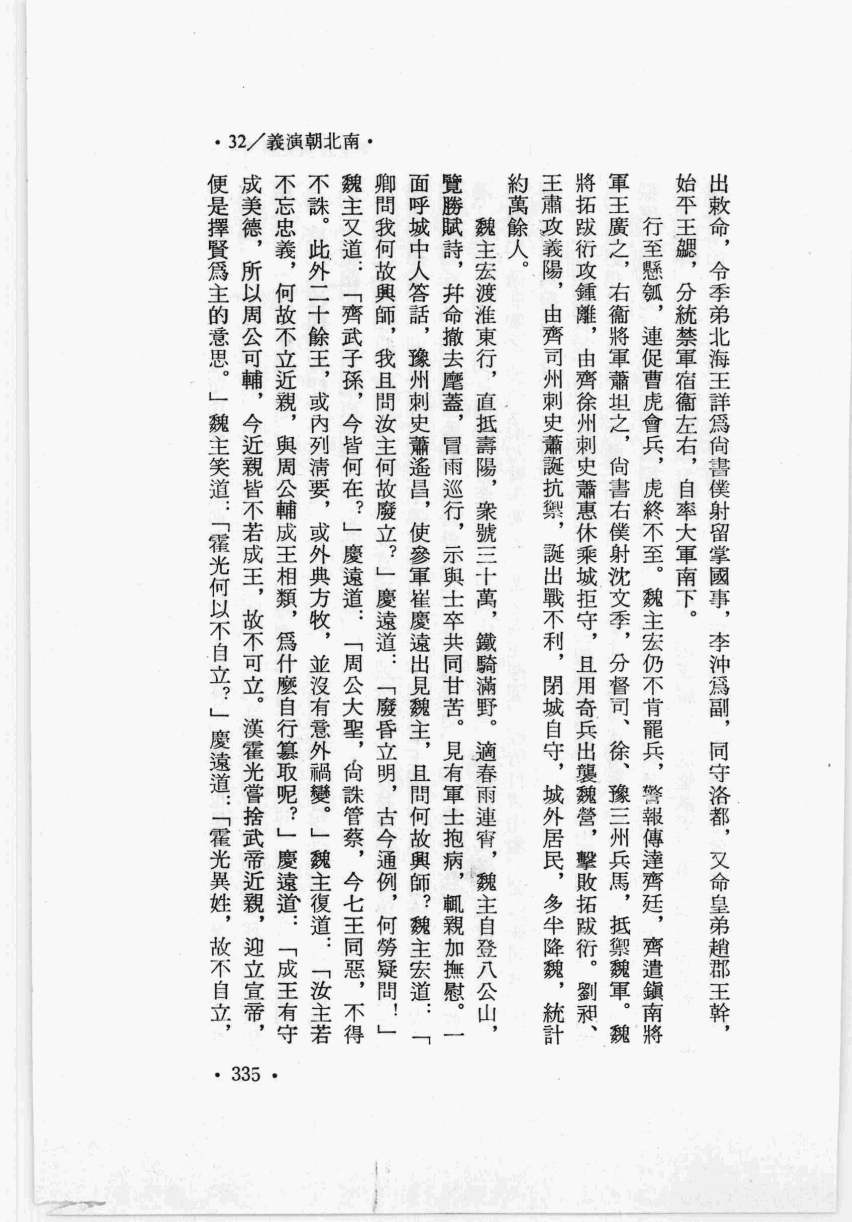 ·32/義演朝北南·
出敕命，令季弟北海王詳爲尙書僕射留掌國事，李沖爲副，同守洛都，又命皇弟趙郡王幹，
始平王勰，分統禁軍宿衞左右，自率大軍南下。
行至懸瓠，連促曹虎會兵，虎終不至。魏主宏仍不肯罷兵，警報傳達齊廷，齊遣鎭南將
軍王廣之，右衞將軍蕭坦之，尙書右僕射沈文季，分督司、徐、豫三州兵馬，抵禦魏軍。魏
將拓跋衍攻鍾離，由齊徐州刺史蕭惠休乘城拒守，且用奇兵出襲魏營，擊敗拓跋衍。劉昶、
王肅攻義陽，由齊司州刺史蕭誕抗禦，誕出戰不利，閉城自守，城外居民，多半降魏，統計
約萬餘人。
魏主宏渡淮東行，直抵壽陽，衆號三十萬，鐵騎滿野。適春雨連宵，魏主自登八公山，
覽勝賦詩，幷命撤去麾蓋，冒雨巡行，示與士卒共同甘苦。見有軍士抱病，輒親加撫慰。一
面呼城中人答話，豫州刺史蕭遙昌，使參軍崔慶遠出見魏主，且問何故興師？魏主宏道：「
卿問我何故興師，我且問汝主何故廢立？」慶遠道：「廢昏立明，古今通例，何勞疑問！」
魏主又道：「齊武子孫，今皆何在？」慶遠道：「周公大聖，尙誅管蔡，今七王同惡，不得
不誅。此外二十餘王，或內列淸要，或外典方牧，並沒有意外禍變。」魏主復道：「汝主若
不忘忠義，何故不立近親，與周公輔成王相類，爲什麽自行篡取呢？」慶遠道：「成王有守
成美德，所以周公可輔，今近親皆不若成王，故不可立。漢霍光嘗捨武帝近親，迎立宣帝，
便是擇賢爲主的意思。」魏主笑道：「霍光何以不自立？」慶遠道：「霍光異姓，故不自立，
·335·